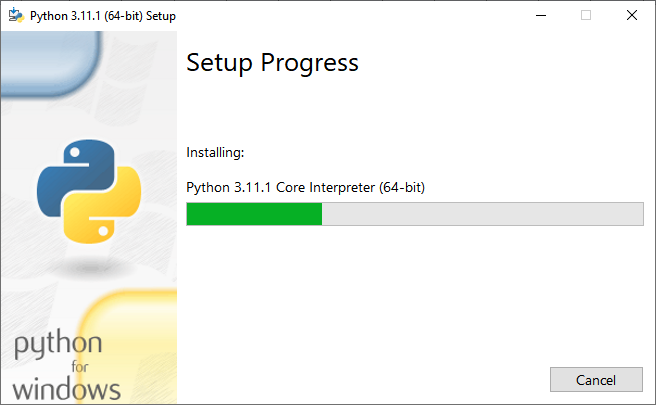 Python 3.11.1 (64-bit) Setup
Setup Progress
Installing:
Python 3.11.1 Core Interpreter (64-bit)
python
for
windows
Cancel